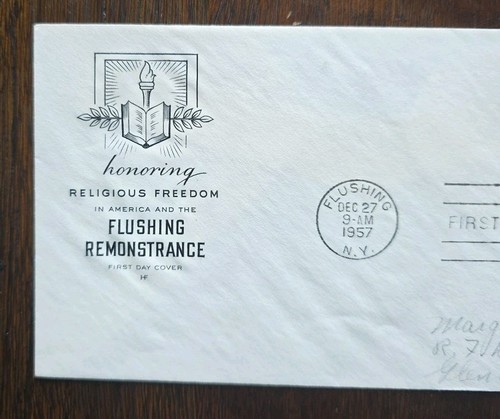 honoring
RELIGIOUS FREEDOM
IN AMERICA AND THE
FLUSHING
REMONSTRANCE
FIRST DAY COVER
HF
FLUSHING
DEC 27
9-AM
1957
N.Y.
FIRST